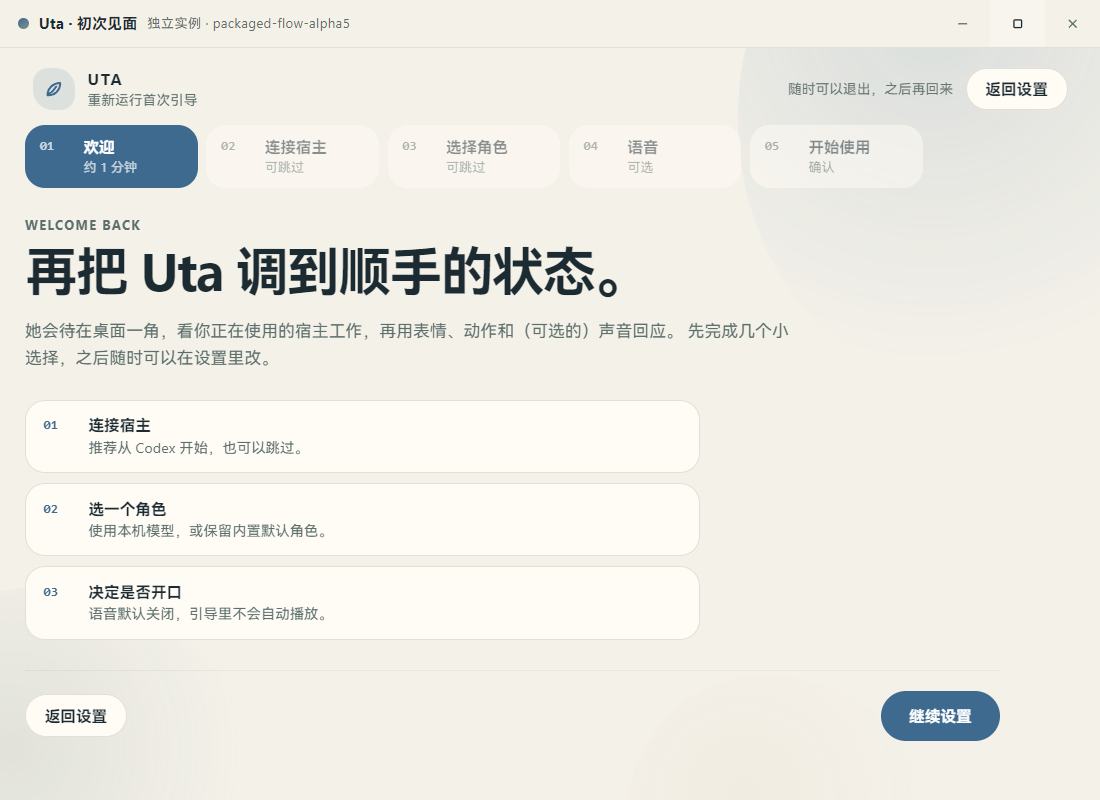 Uta · 初次见面 独立实例 · packaged-flow-alpha5
UTA
重新运行首次引导
随时可以退出，之后再回来 返回设置
01 欢迎
约 1 分钟
02 连接宿主
可跳过
03 选择角色
可跳过
04 语音
可选
05 开始使用
确认
WELCOME BACK
再把 Uta 调到顺手的状态。
她会待在桌面一角，看你正在使用的宿主工作，再用表情、动作和（可选的）声音回应。 先完成几个小
选择，之后随时可以在设置里改。
01 连接宿主
推荐从 Codex 开始，也可以跳过。
02 选一个角色
使用本机模型，或保留内置默认角色。
03 决定是否开口
语音默认关闭，引导里不会自动播放。
返回设置 继续设置